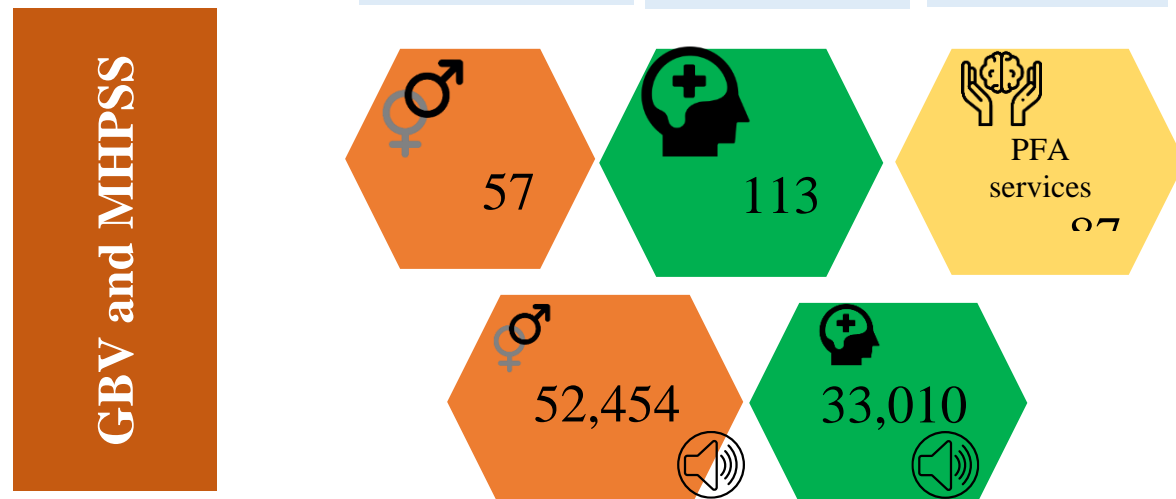 GBV and MHPSS
57
113
PFA
services
52,454
33,010